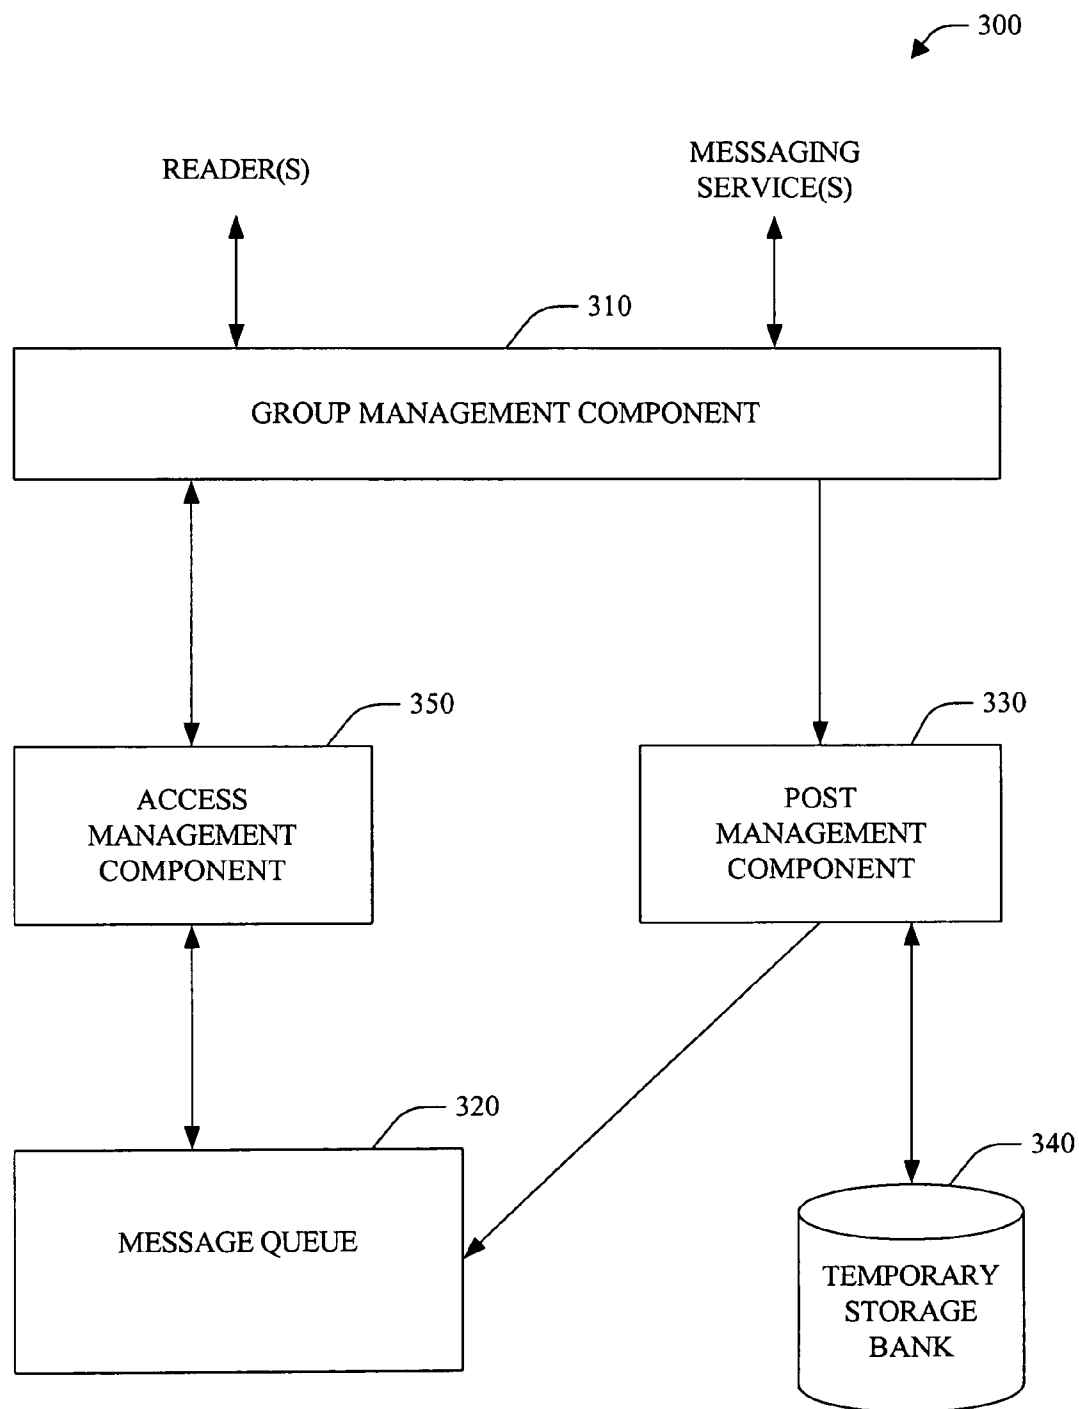 300
READER(S)
MESSAGING
SERVICE(S)
310
GROUP MANAGEMENT COMPONENT
350
330
ACCESS
MANAGEMENT
COMPONENT
POST
MANAGEMENT
COMPONENT
320
340
MESSAGE QUEUE
TEMPORARY
STORAGE
BANK